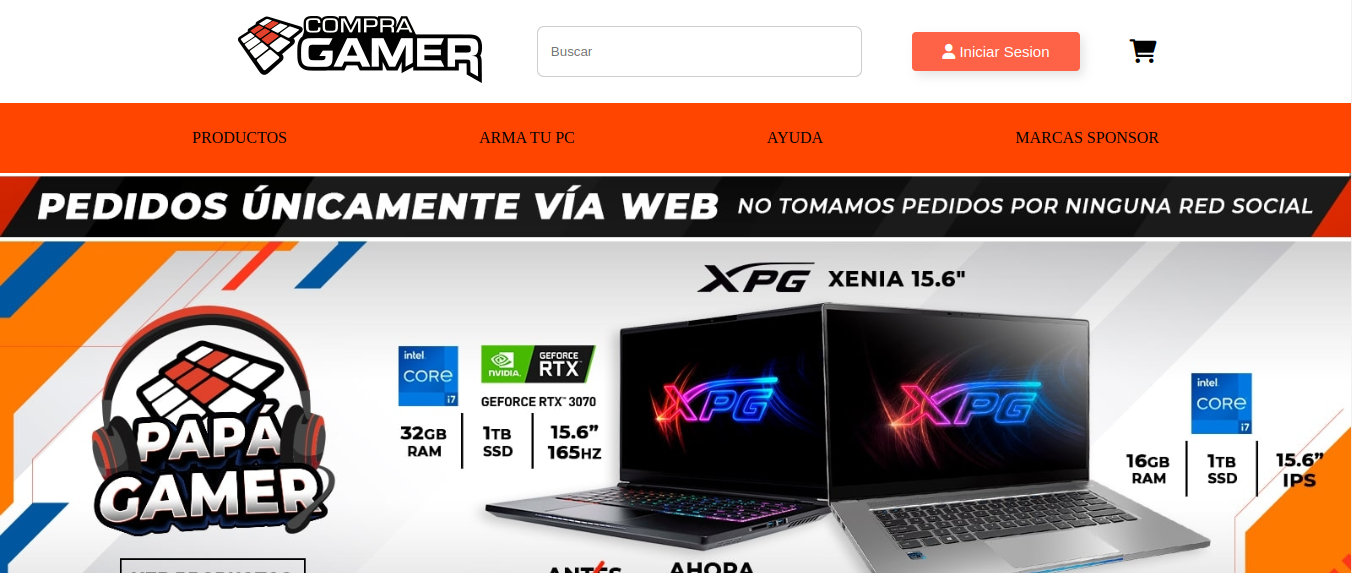 COMPRA
GAMER
Buscar
Iniciar Sesion
PRODUCTOS
ARMA TU PC
AYUDA
MARCAS SPONSOR
PEDIDOS ÚNICAMENTE VÍA WEB NO TOMAMOS PEDIDOS POR NINGUNA RED SOCIAL
XPG XENIA 15.6"
PAPÁ
GAMER
intel
CORE
i7
NVIDIA.
GEFORCE
RTX™
GEFORCE RTX™ 3070
32GB
RAM
1TB
SSD
15.6”
165HZ
XPG
XPG
intel
CORE
i7
16GB
RAM
1TB
SSD
15.6”
IPS
VER PRODUCTOS
ANTES
AHORA